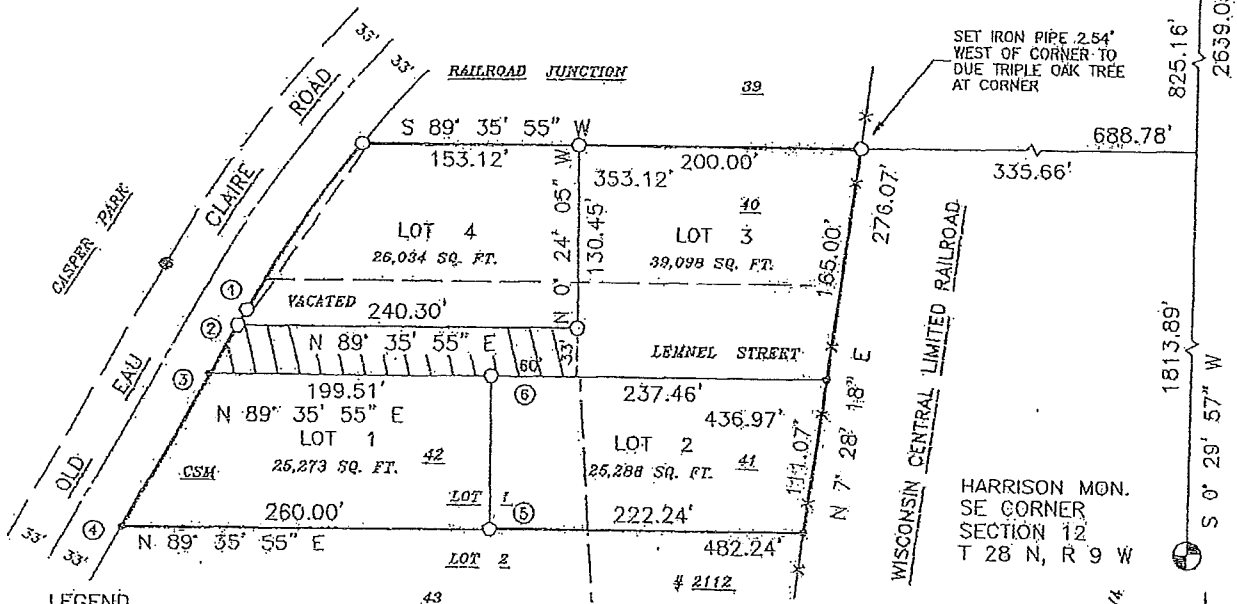 33'
33'
RAILROAD JUNCTION
39
SET IRON PIPE 2.54'
WEST OF CORNER TO
DUE TRIPLE OAK TREE
AT CORNER
825.16'
OLD EAU CLAIRE ROAD
CASPER PARK
S 89° 35' 55" W
153.12'
200.00'
353.12'
688.78'
335.66'
N 0° 24' 05" W
130.45'
40
LOT 4
26,034 SQ. FT.
LOT 3
39,098 SQ. FT.
165.00'
276.07'
1
VACATED
240.30'
2
N 89° 35' 55" E
60'
33'
LEMNEL STREET
WISCONSIN CENTRAL LIMITED RAILROAD
1813.89'
S 0° 29' 57" W
3
199.51'
6
237.46'
N 89° 35' 55" E
436.97'
LOT 1
25,273 SQ. FT.
42
CSM
LOT 2
25,288 SQ. FT.
41
111.07'
N 7° 28' 18" E
LOT 1
4
260.00'
5
222.24'
N 89° 35' 55" E
482.24'
33'
33'
LOT 2
# 2112
HARRISON MON.
SE CORNER
SECTION 12
T 28 N, R 9 W
LEGEND
43